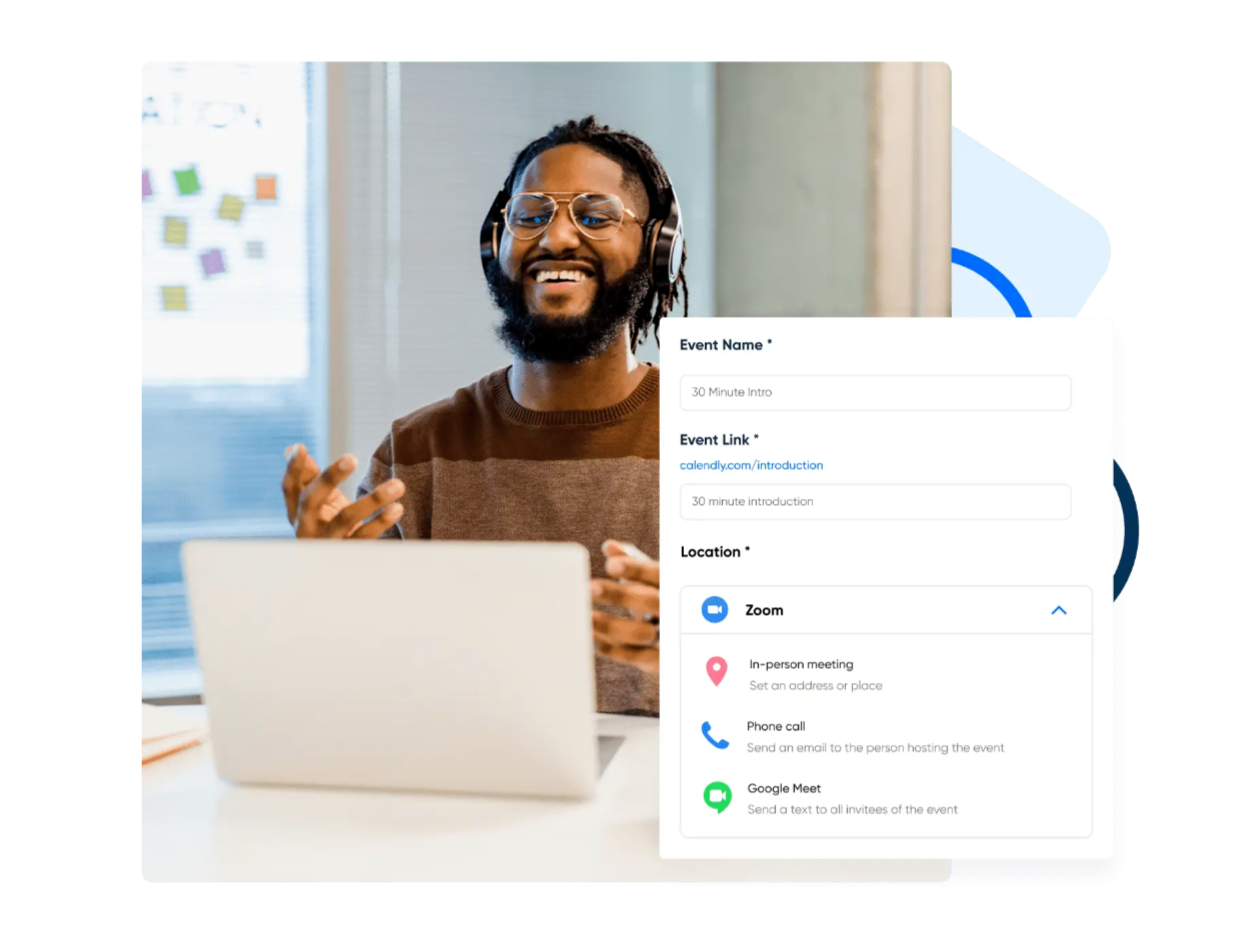 ATION
Event Name *
30 Minute Intro
Event Link *
calendly.com/introduction
30 minute introduction
Location *
Zoom
In-person meeting
Set an address or place
Phone call
Send an email to the person hosting the event
Google Meet
Send a text to all invitees of the event